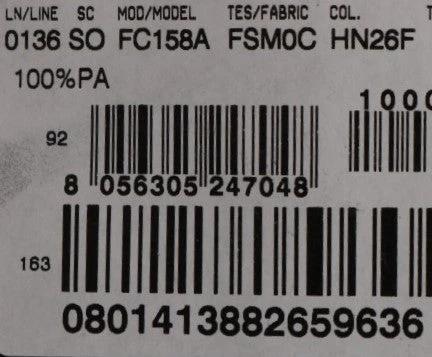 LN/LINE SC MOD/MODEL TES/FABRIC COL.
0136 SO FC158A FSM0C HN26F
100%PA
1000
92
8 056305 247048
163
0801413882659636